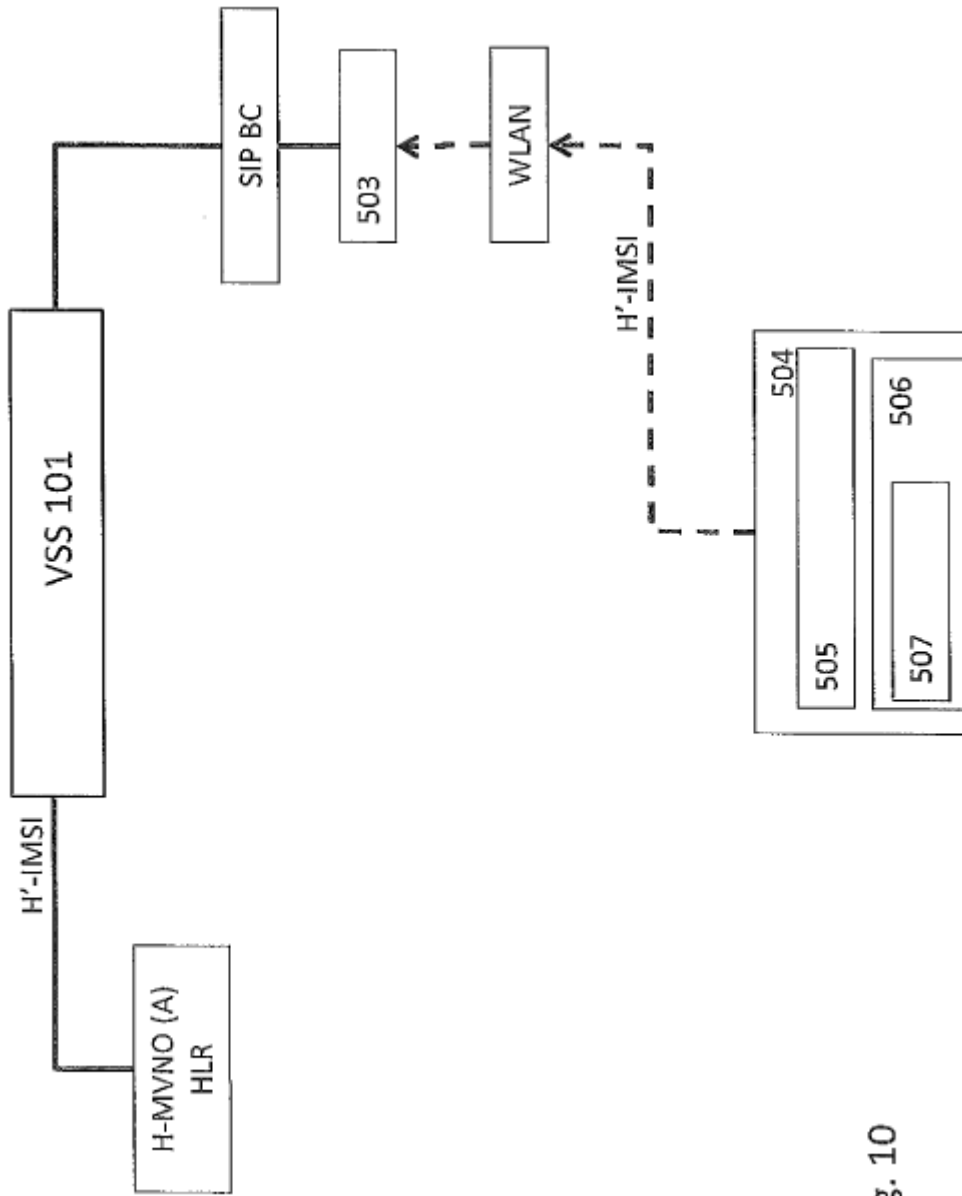 H-MVNO (A)
HLR
H'-IMSI
VSS 101
SIP BC
503
WLAN
H'-IMSI
504
505
506
507
g. 10